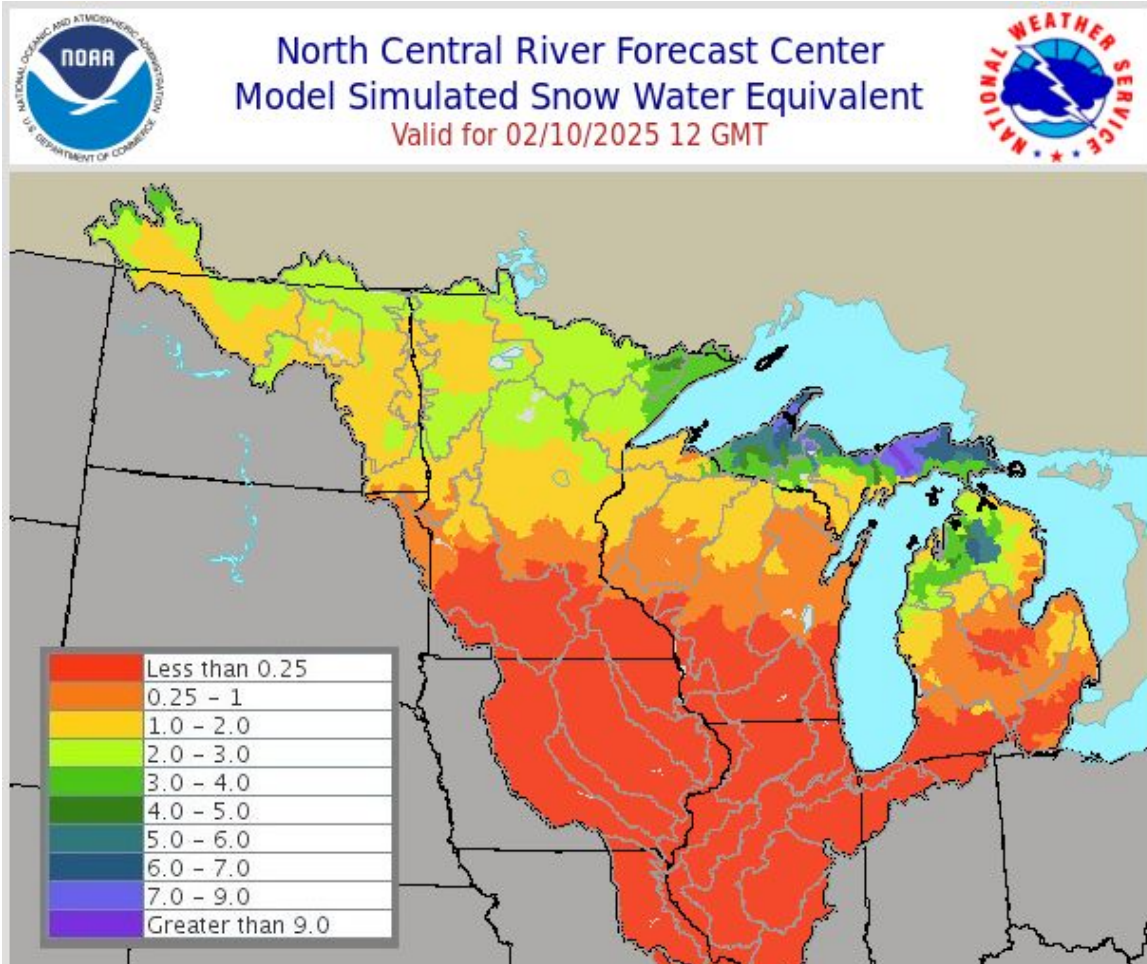 NATIONAL OCEANIC AND ATMOSPHERIC ADMINISTRATION
NOAA
U.S. DEPARTMENT OF COMMERCE
North Central River Forecast Center
Model Simulated Snow Water Equivalent
Valid for 02/10/2025 12 GMT
NATIONAL WEATHER SERVICE
Less than 0.25
0.25 - 1
1.0 - 2.0
2.0 - 3.0
3.0 - 4.0
4.0 - 5.0
5.0 - 6.0
6.0 - 7.0
7.0 - 9.0
Greater than 9.0